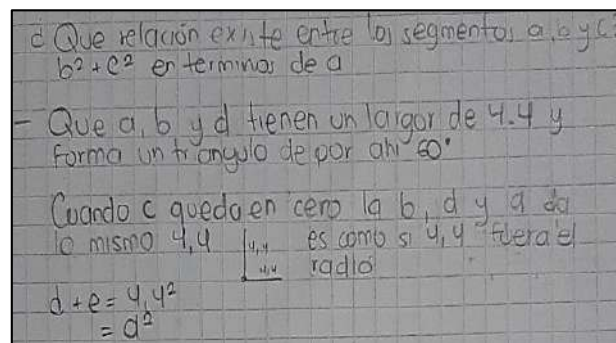 ¿ Que relación existe entre los segmentos a, b y c:
b² + c² en terminos de a
- Que a, b y d tienen un largor de 4.4 y
forma un triangulo de por ahi 60°
Cuando c queda en cero la b, d y a da
lo mismo 4,4 es como si 4,4 fuera el
4,4
4,4 radio
d + e = 4,4²
= d²